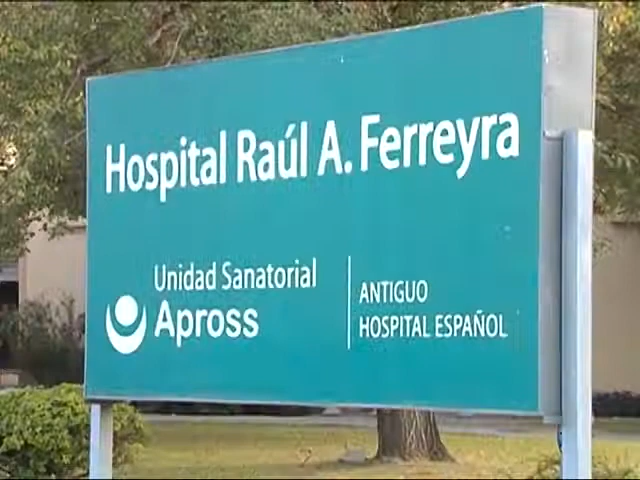 Hospital Raúl A. Ferreyra
Unidad Sanatorial
Apross
ANTIGUO
HOSPITAL ESPAÑOL